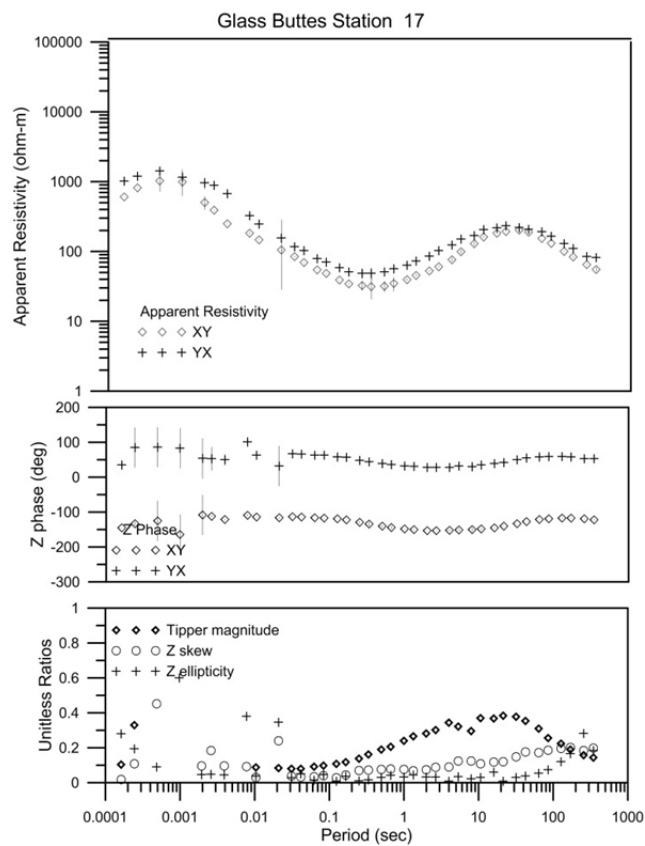 Glass Buttes Station 17
100000
10000
1000
100
10
1
Apparent Resistivity (ohm-m)
Apparent Resistivity
XY
YX
200
100
0
-100
-200
-300
Z phase (deg)
Z Phase
XY
YX
1
0.8
0.6
0.4
0.2
0
Unitless Ratios
Tipper magnitude
Z skew
Z ellipticity
0.0001 0.001 0.01 0.1 1 10 100 1000
Period (sec)